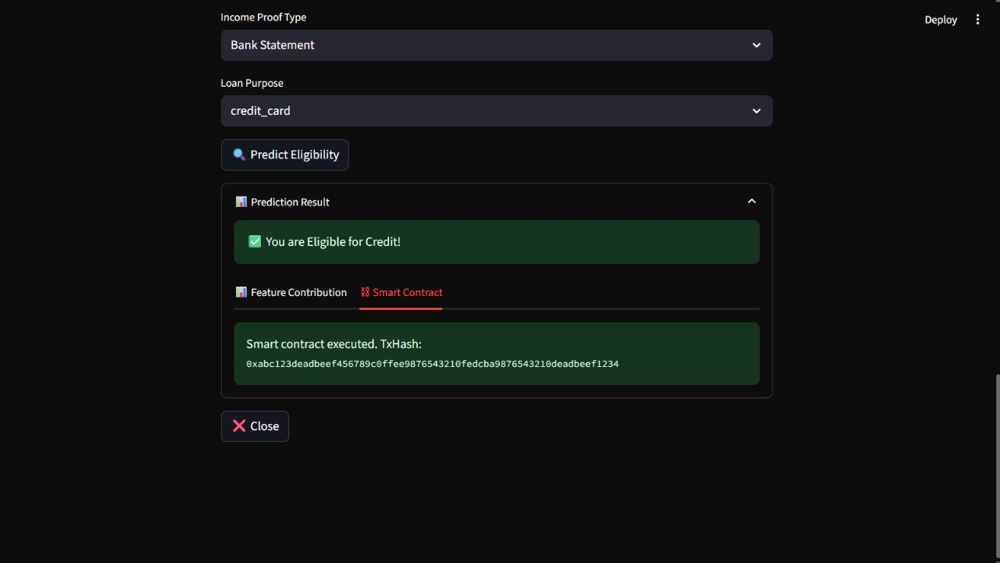 Deploy
Income Proof Type
Bank Statement
Loan Purpose
credit_card
Predict Eligibility
Prediction Result
You are Eligible for Credit!
Feature Contribution
Smart Contract
Smart contract executed. TxHash:
0xabc123deadbeef456789c0ffee9876543210fedcba9876543210deadbeef1234
Close